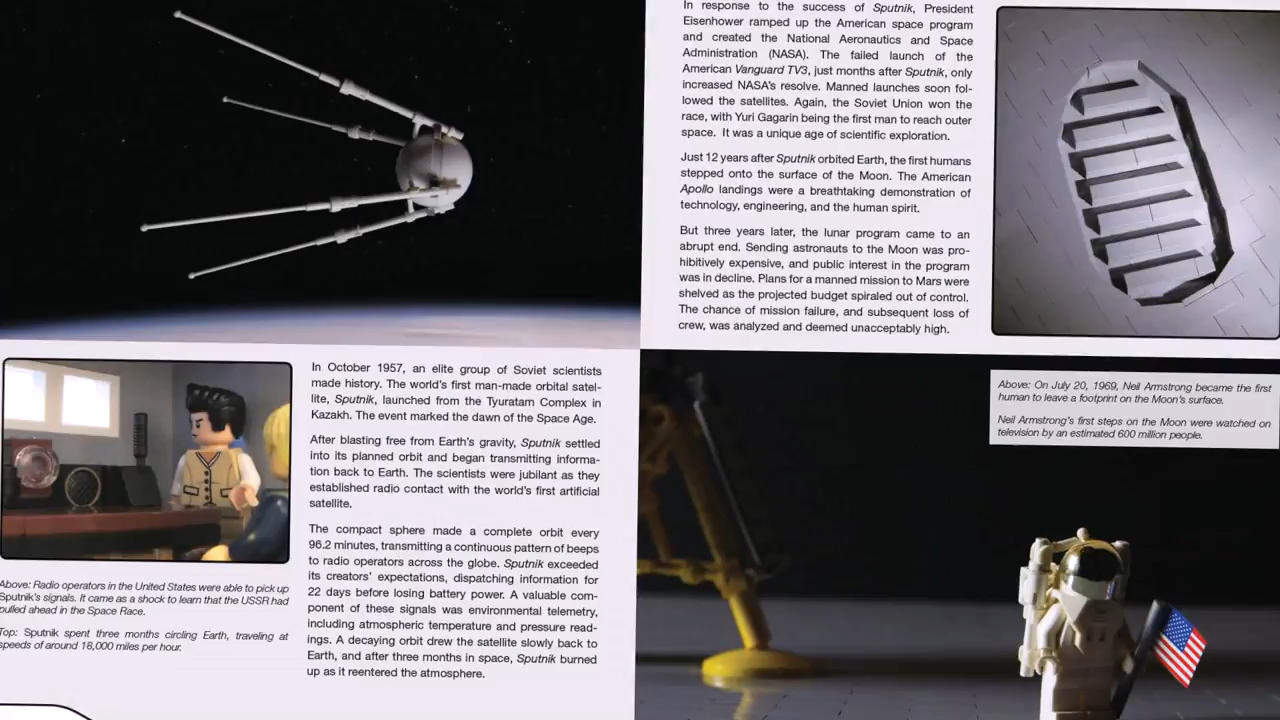 In October 1957, an elite group of Soviet scientists
made history. The world's first man-made orbital satel-
lite, Sputnik, launched from the Tyuratam Complex in
Kazakh. The event marked the dawn of the Space Age.
After blasting free from Earth's gravity, Sputnik settled
into its planned orbit and began transmitting informa-
tion back to Earth. The scientists were jubilant as they
established radio contact with the world's first artificial
satellite.
The compact sphere made a complete orbit every
96.2 minutes, transmitting a continuous pattern of beeps
to radio operators across the globe. Sputnik exceeded
its creators' expectations, dispatching information for
22 days before losing battery power. A valuable com-
ponent of these signals was environmental telemetry,
including atmospheric temperature and pressure read-
ings. A decaying orbit drew the satellite slowly back to
Earth, and after three months in space, Sputnik burned
up as it reentered the atmosphere.
Above: Radio operators in the United States were able to pick up
Sputnik's signals. It came as a shock to learn that the USSR had
pulled ahead in the Space Race.
Top: Sputnik spent three months circling Earth, traveling at
speeds of around 18,000 miles per hour.
In response to the success of Sputnik, President
Eisenhower ramped up the American space program
and created the National Aeronautics and Space
Administration (NASA). The failed launch of the
American Vanguard TV3, just months after Sputnik, only
increased NASA's resolve. Manned launches soon fol-
lowed the satellites. Again, the Soviet Union won the
race, with Yuri Gagarin being the first man to reach outer
space. It was a unique age of scientific exploration.
Just 12 years after Sputnik orbited Earth, the first humans
stepped onto the surface of the Moon. The American
Apollo landings were a breathtaking demonstration of
technology, engineering, and the human spirit.
But three years later, the lunar program came to an
abrupt end. Sending astronauts to the Moon was pro-
hibitively expensive, and public interest in the program
was in decline. Plans for a manned mission to Mars were
shelved as the projected budget spiraled out of control.
The chance of mission failure, and subsequent loss of
crew, was analyzed and deemed unacceptably high.
Above: On July 20, 1969, Neil Armstrong became the first
human to leave a footprint on the Moon's surface.
Neil Armstrong's first steps on the Moon were watched on
television by an estimated 600 million people.